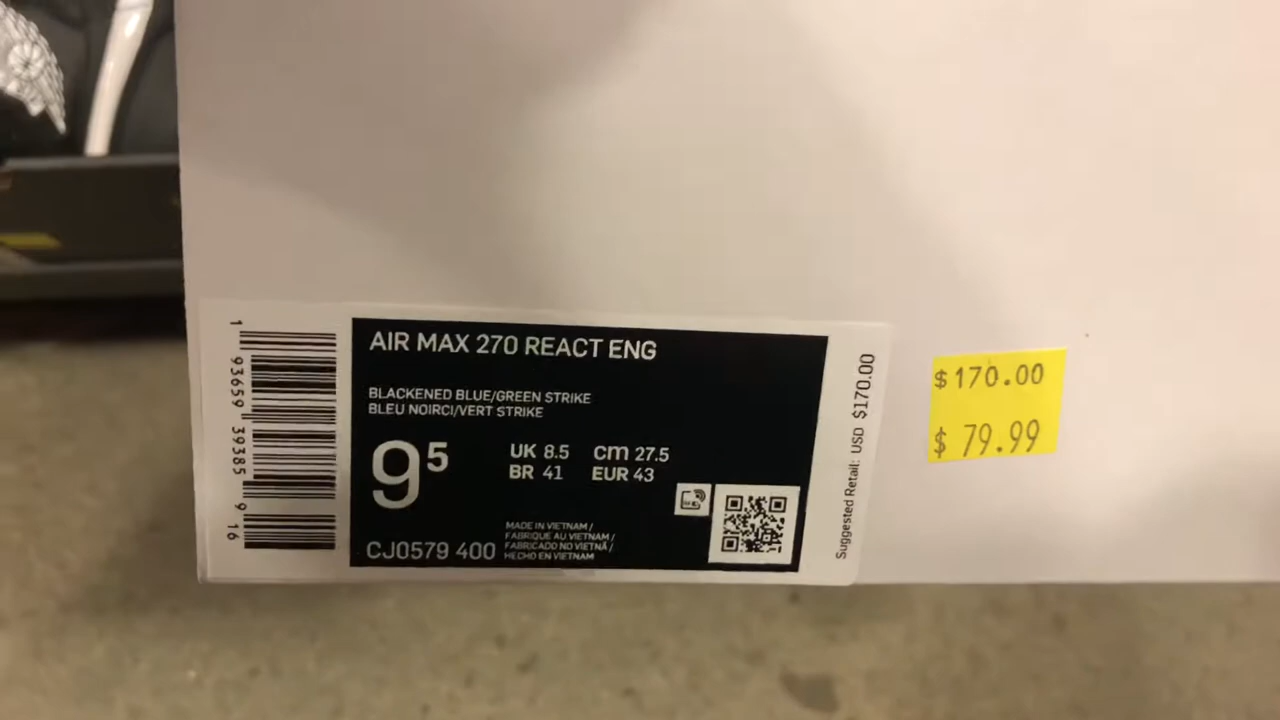 AIR MAX 270 REACT ENG
BLACKENED BLUE/GREEN STRIKE
BLEU NOIRCI/VERT STRIKE
9⁵
UK 8.5 cm 27.5
BR 41 EUR 43
CJ0579 400
MADE IN VIETNAM /
FABRIQUE AU VIETNAM /
FABRICADO NO VIETNÃ /
HECHO EN VIETNAM
1 93659 39385 9 16
Suggested Retail: USD $170.00
$170.00
$ 79.99